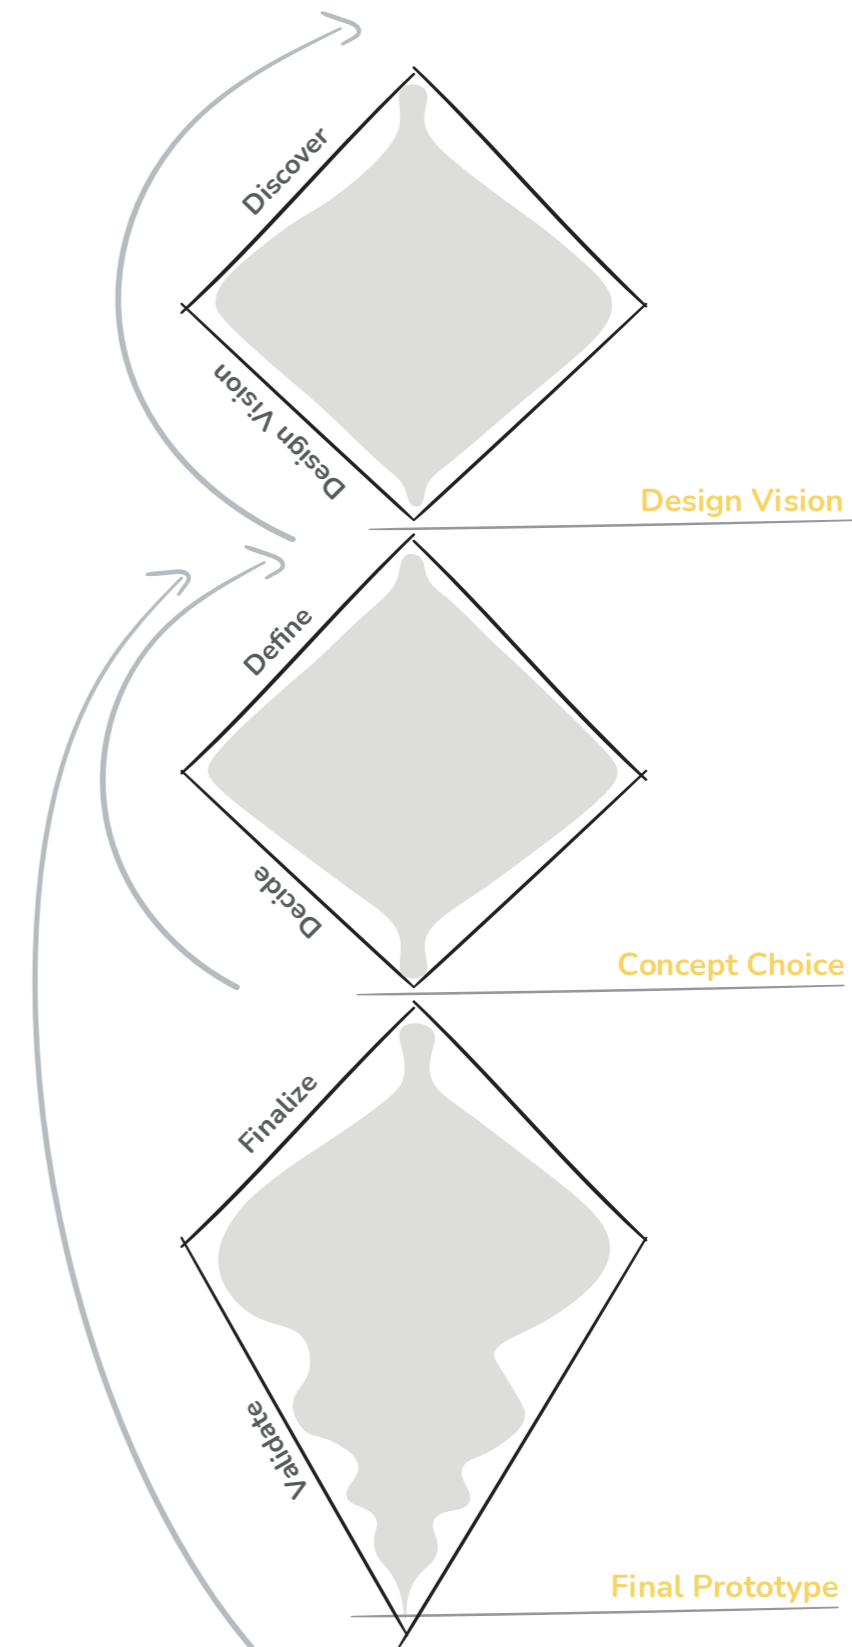 Discover
Design Vision
Design Vision
Define
Decide
Concept Choice
Finalize
Validate
Final Prototype